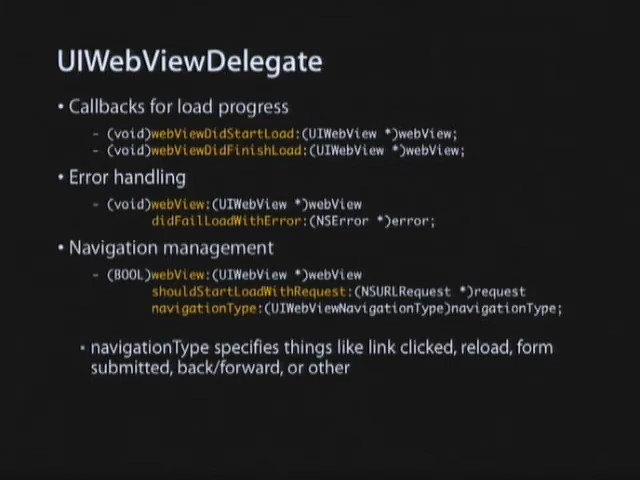 UIWebViewDelegate
• Callbacks for load progress
- (void)webViewDidStartLoad:(UIWebView *)webView;
- (void)webViewDidFinishLoad:(UIWebView *)webView;
• Error handling
- (void)webView:(UIWebView *)webView
didFailLoadWithError:(NSError *)error;
• Navigation management
- (BOOL)webView:(UIWebView *)webView
shouldStartLoadWithRequest:(NSURLRequest *)request
navigationType:(UIWebViewNavigationType)navigationType;
• navigationType specifies things like link clicked, reload, form
submitted, back/forward, or other